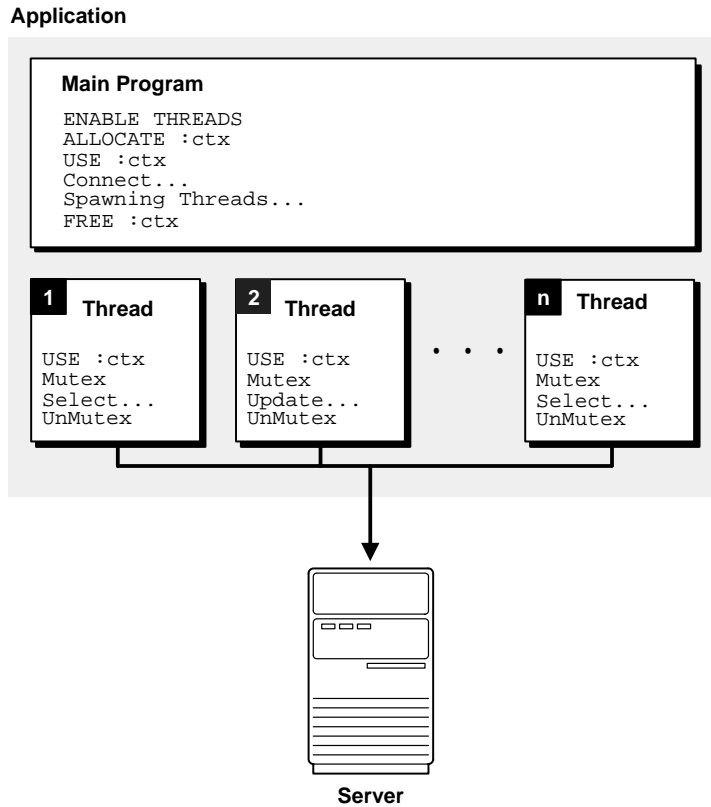 Application
Main Program
ENABLE THREADS
ALLOCATE :ctx
USE :ctx
Connect...
Spawning Threads...
FREE :ctx
1 Thread
USE :ctx
Mutex
Select...
UnMutex
2 Thread
USE :ctx
Mutex
Update...
UnMutex
. . .
n Thread
USE :ctx
Mutex
Select...
UnMutex
Server